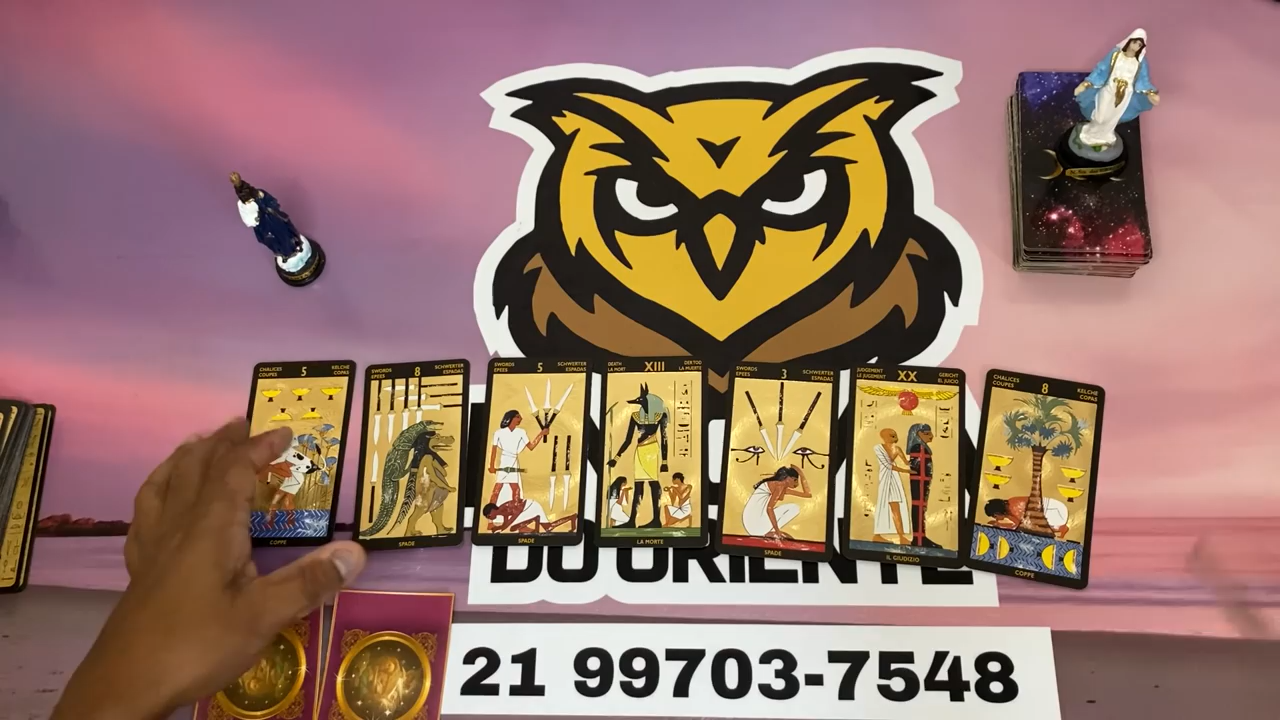 CHALICES
COUPES
5
KELCHE
COPAS
COPPE
SWORDS
EPEES
8
SCHWERTER
ESPADAS
SPADE
SWORDS
EPEES
5
SCHWERTER
ESPADAS
SPADE
DEATH
LA MORT
XIII
DER TOD
LA MUERTE
LA MORTE
SWORDS
EPEES
3
SCHWERTER
ESPADAS
SPADE
JUDGEMENT
LE JUGEMENT
XX
GERICHT
EL JUICIO
IL GIUDIZIO
CHALICES
COUPES
8
KELCHE
COPAS
COPPE
DO ORIENTE
21 99703-7548